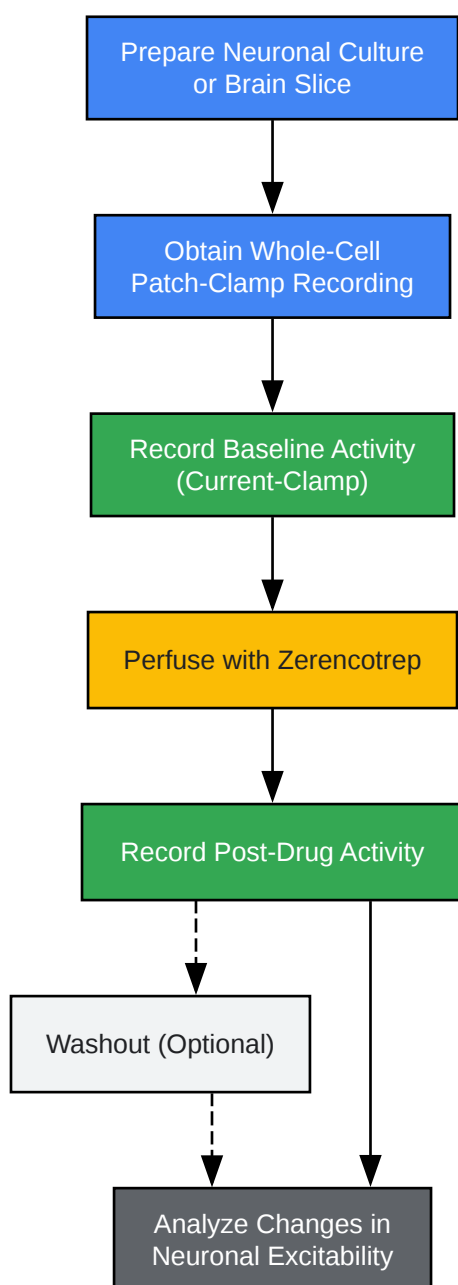 Prepare Neuronal Culture
or Brain Slice
Obtain Whole-Cell
Patch-Clamp Recording
Record Baseline Activity
(Current-Clamp)
Perfuse with Zerencotrep
Record Post-Drug Activity
Washout (Optional)
Analyze Changes in
Neuronal Excitability